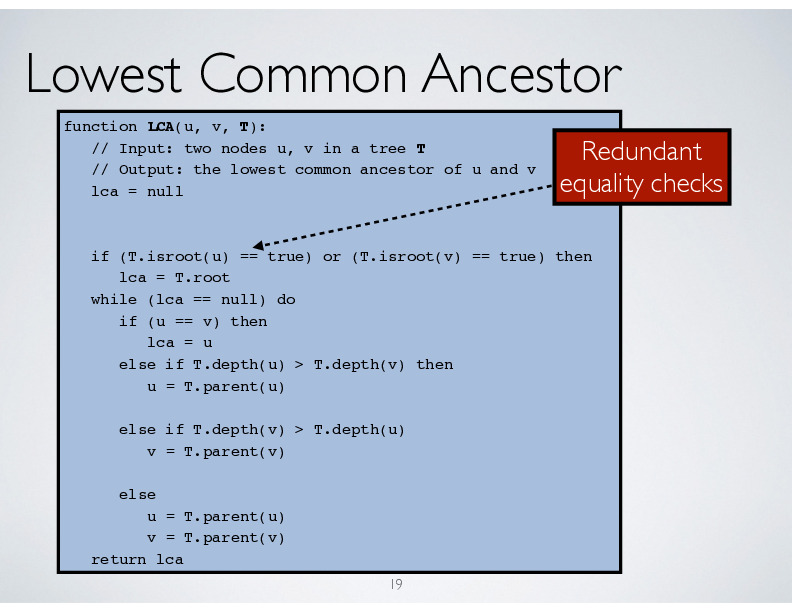 Lowest Common Ancestor
function LCA(u, v, T):
// Input: two nodes u, v in a tree T
// Output: the lowest common ancestor of u and v
lca = null
Redundant
equality checks
if (T.isroot(u) == true) or (T.isroot(v) == true) then
lca = T.root
while (lca == null) do
if (u == v) then
lca = u
else if T.depth(u) > T.depth(v) then
u = T.parent(u)
else if T.depth(v) > T.depth(u)
v = T.parent(v)
else
u = T.parent(u)
v = T.parent(v)
return lca
19